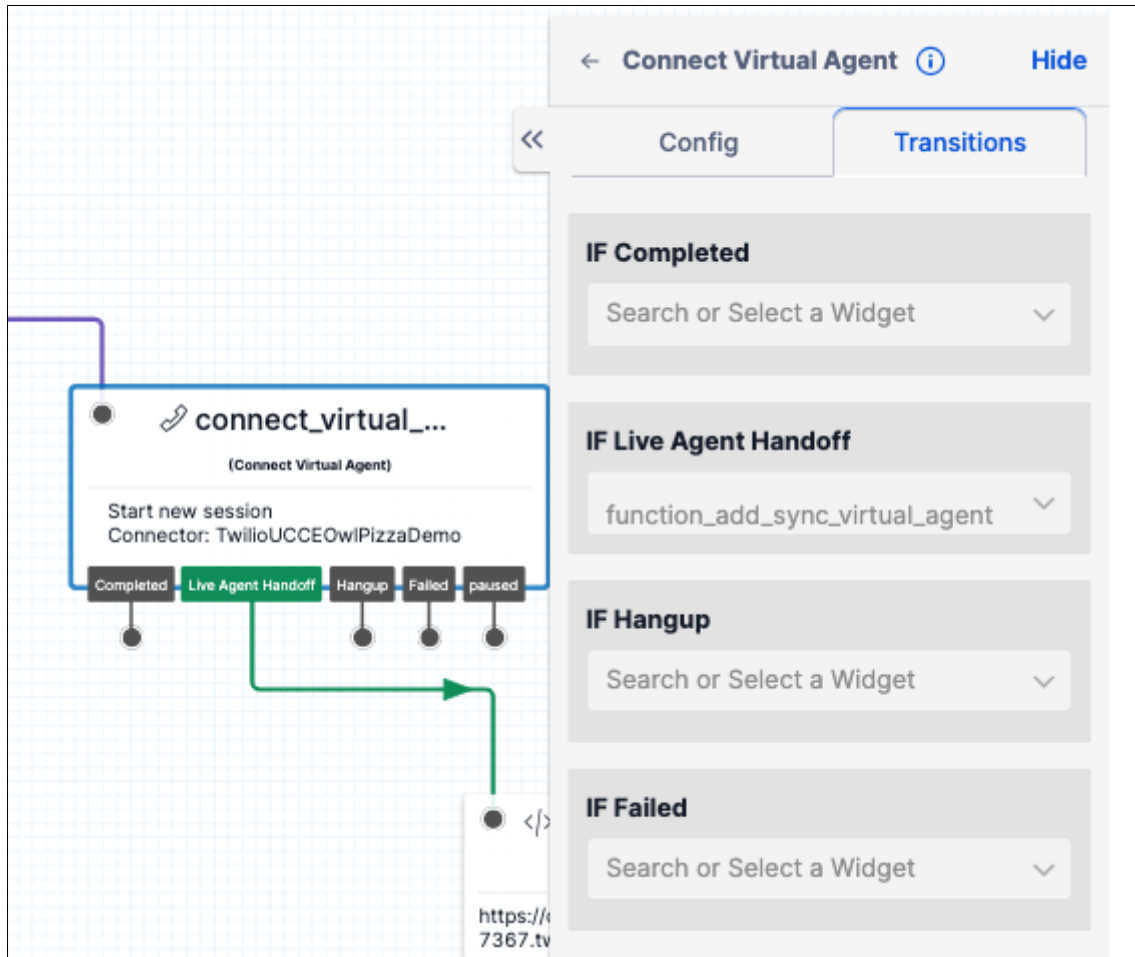 Connect Virtual Agent
Hide
Config
Transitions
IF Completed
Search or Select a Widget
IF Live Agent Handoff
function_add_sync_virtual_agent
IF Hangup
Search or Select a Widget
IF Failed
Search or Select a Widget
connect_virtual_...
(Connect Virtual Agent)
Start new session
Connector: TwilioUCCEOwlPizzaDemo
Completed
Live Agent Handoff
Hangup
Failed
paused
</>
https://
7367.tw